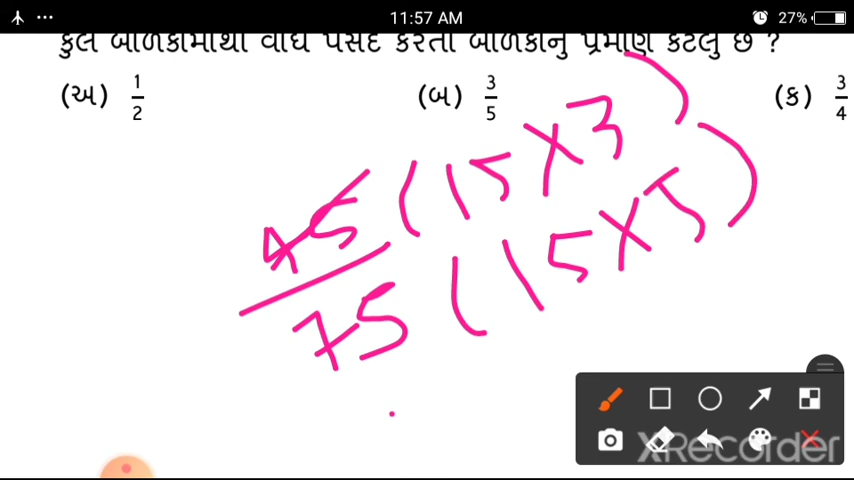 11:57 AM 27%
કુલ બાળકોમાંથી વાઘ પસંદ કરતા બાળકોનું પ્રમાણ કેટલું છે ?
(અ) 1/2 (બ) 3/5 (ક) 3/4
45 (15 X 3)
75 (15 X 5)
XRecorder